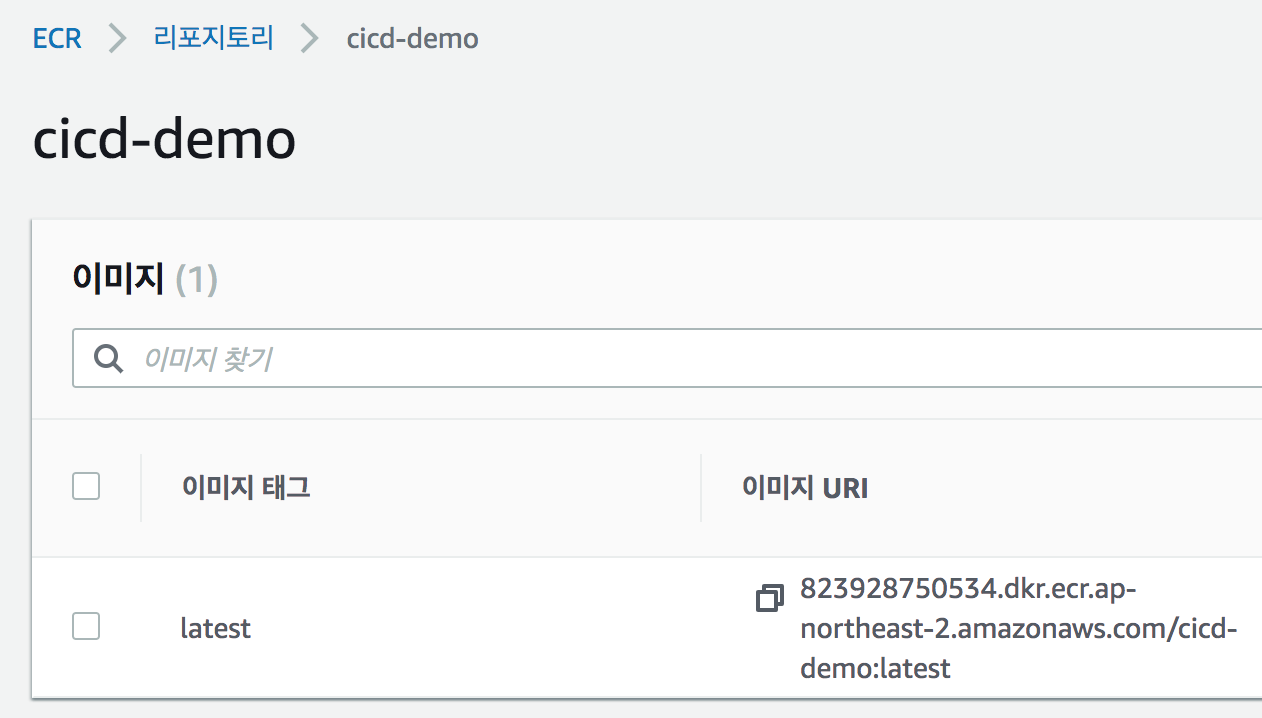 ECR > 리포지토리 > cicd-demo
cicd-demo
이미지 (1)
이미지 찾기
이미지 태그 이미지 URI
latest 823928750534.dkr.ecr.ap-
northeast-2.amazonaws.com/cicd-
demo:latest